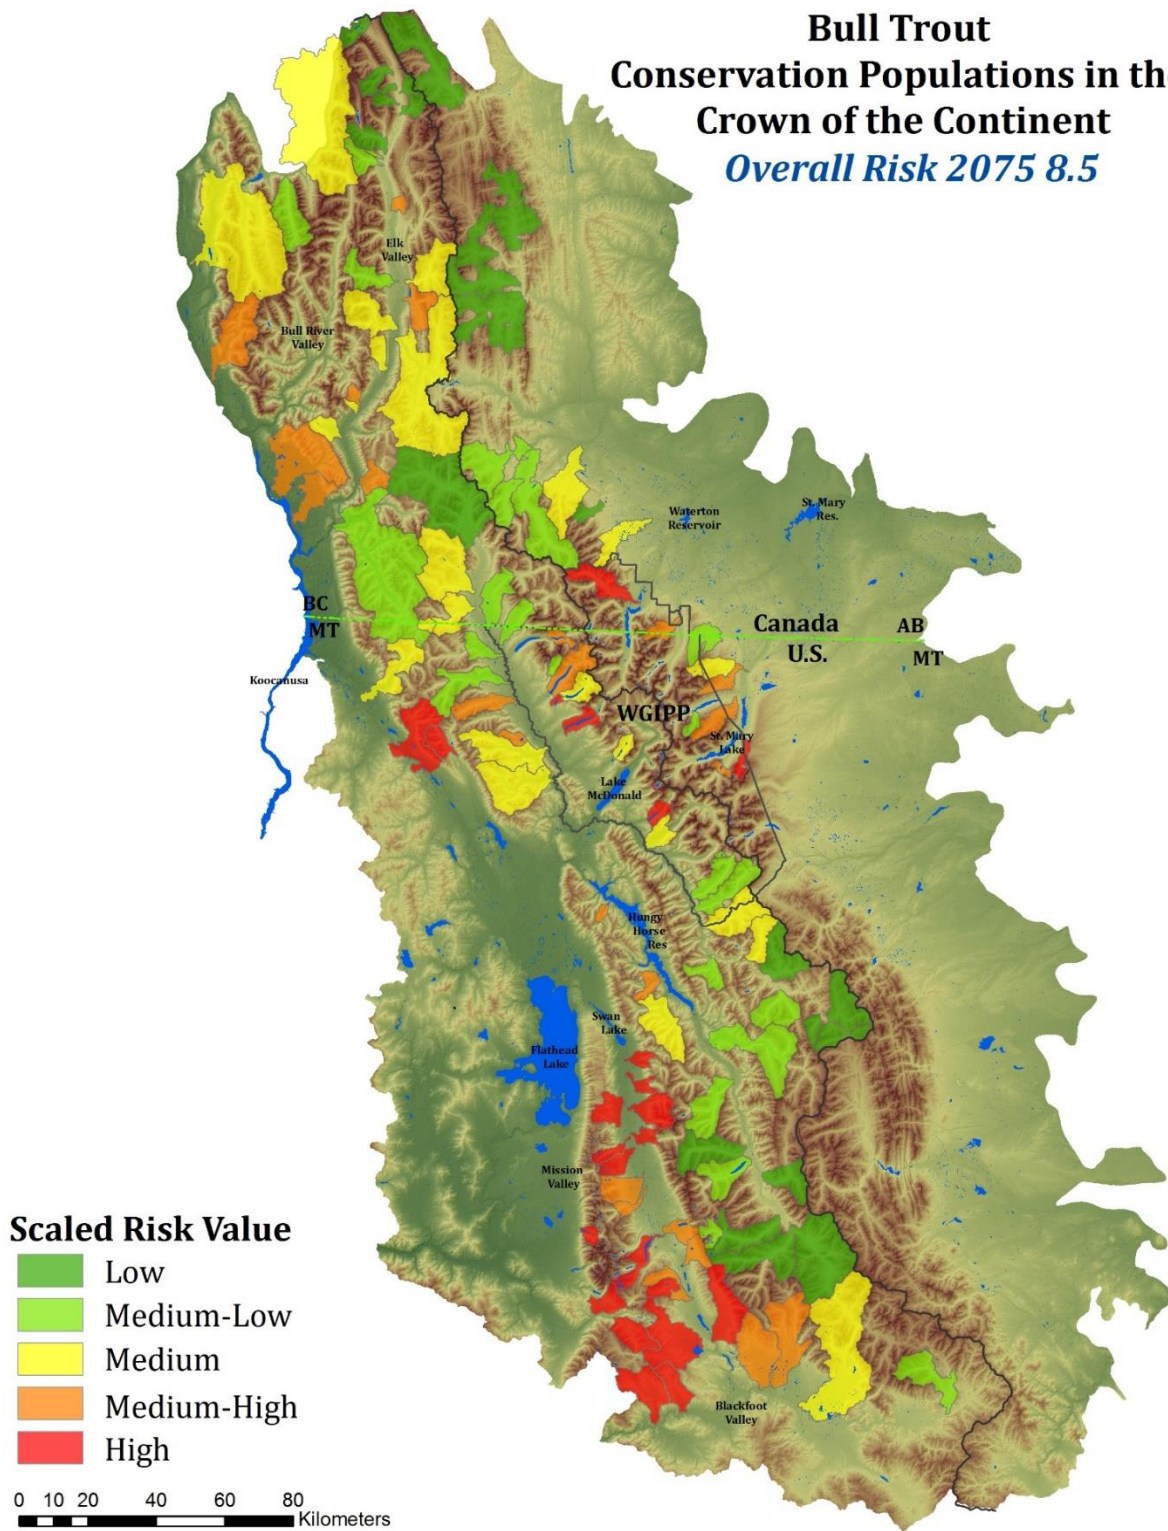 Bull Trout
Conservation Populations in th
Crown of the Continent
Overall Risk 2075 8.5
Elk
Valley
Bull River
Valley
Waterton
Reservoir
St. Mary
Res.
BC
MT
Canada
U.S.
AB
MT
Koocanusa
WGIPP
St. Mary
Lake
Lake
McDonald
Hungy
Horse
Res
Swan
Lake
Flathead
Lake
Mission
Valley
Blackfoot
Valley
Scaled Risk Value
Low
Medium-Low
Medium
Medium-High
High
0 10 20 40 60 80
Kilometers